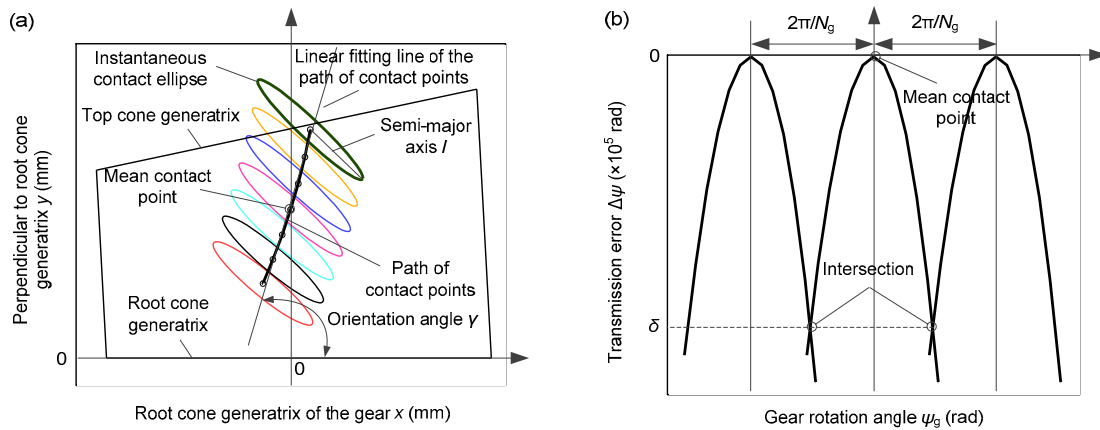 (a)
Instantaneous
contact ellipse
Linear fitting line of the
path of contact points
Top cone generatrix
Semi-major
axis l
Mean contact
point
Path of
contact points
Root cone
generatrix
Orientation angle γ
0
0
Perpendicular to root cone
generatrix y (mm)
Root cone generatrix of the gear x (mm)
(b)
2π/Ng
2π/Ng
0
Mean contact
point
Intersection
δ
Transmission error Δψ (×10⁵ rad)
Gear rotation angle ψg (rad)